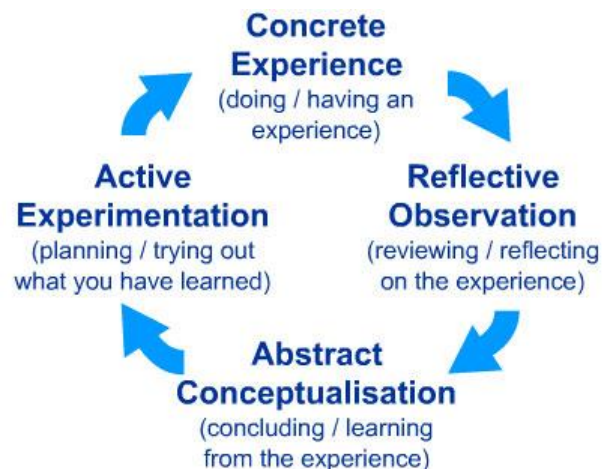 Concrete
Experience
(doing / having an
experience)
Reflective
Observation
(reviewing / reflecting
on the experience)
Abstract
Conceptualisation
(concluding / learning
from the experience)
Active
Experimentation
(planning / trying out
what you have learned)